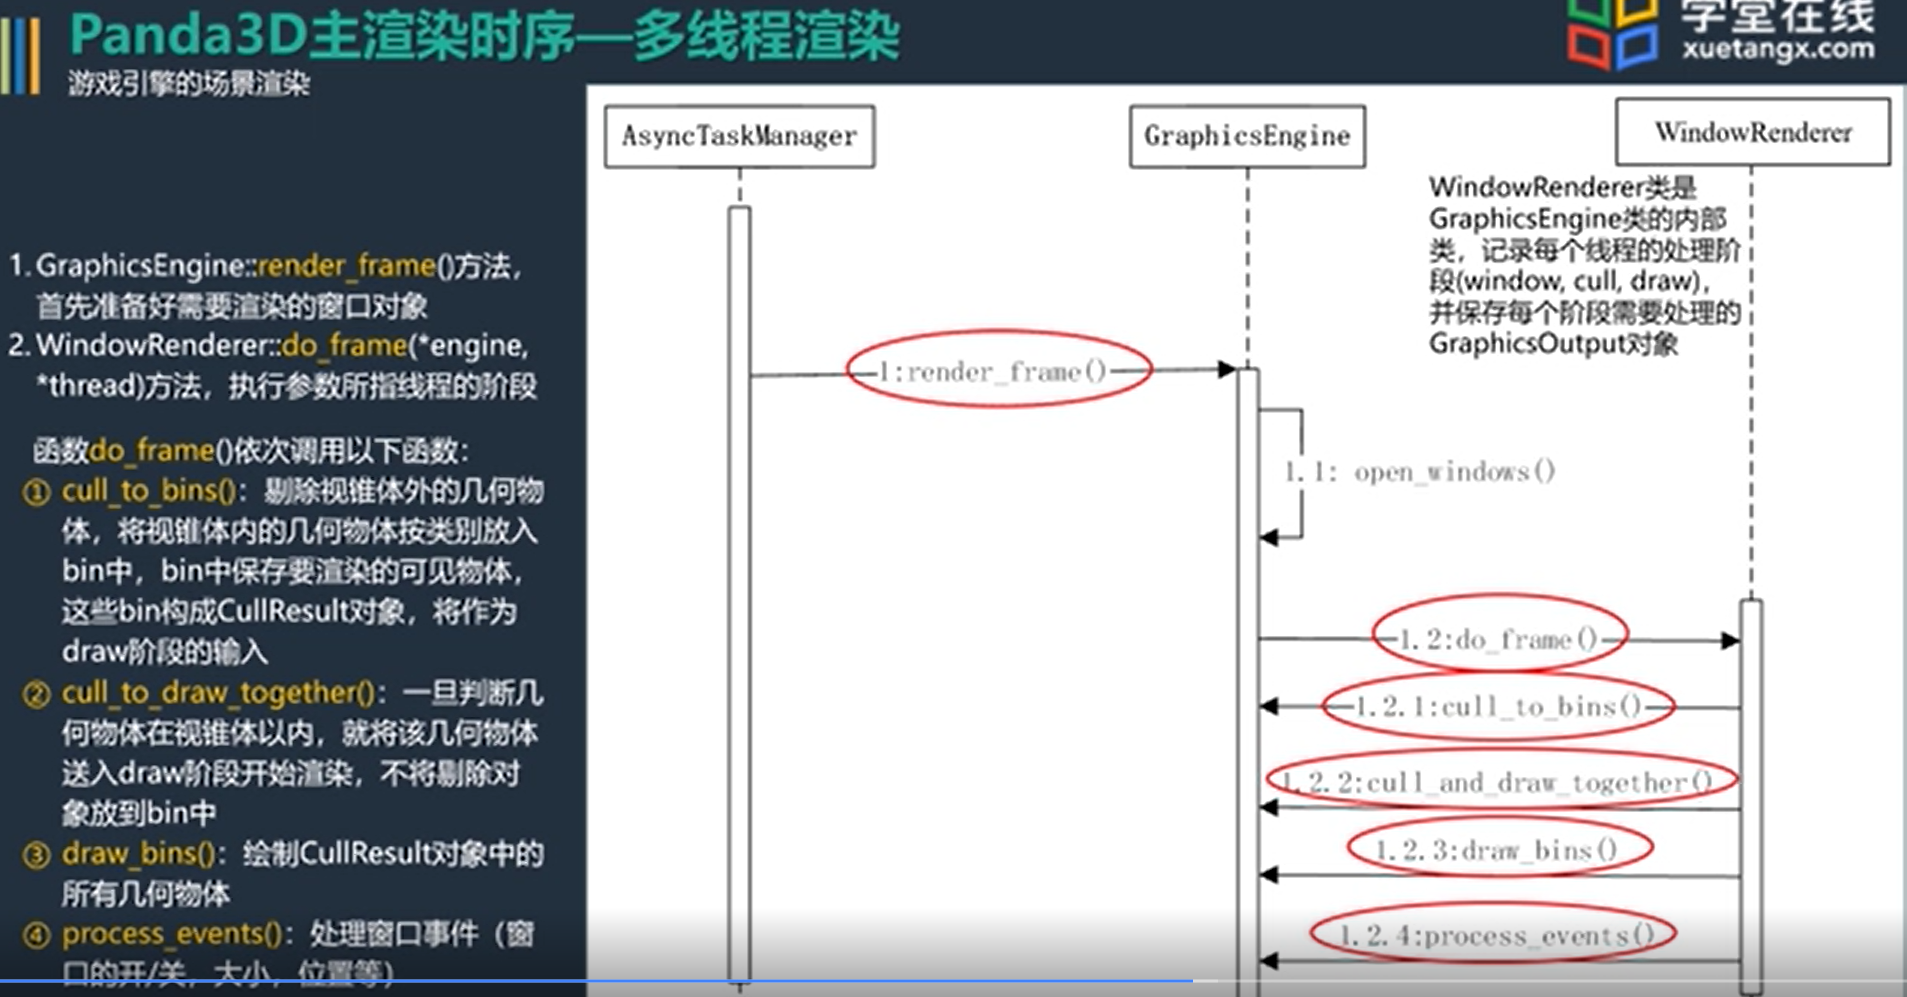 Panda3D主渲染时序—多线程渲染
游戏引擎的场景渲染
学堂在线
xuetangx.com
1. GraphicsEngine::render_frame()方法，
首先准备好需要渲染的窗口对象
2. WindowRenderer::do_frame(*engine,
*thread)方法，执行参数所指线程的阶段
函数do_frame()依次调用以下函数：
① cull_to_bins()：剔除视锥体外的几何物
体，将视锥体内的几何物体按类别放入
bin中，bin中保存要渲染的可见物体，
这些bin构成CullResult对象，将作为
draw阶段的输入
② cull_to_draw_together()：一旦判断几
何物体在视锥体以内，就将该几何物体
送入draw阶段开始渲染，不将剔除对
象放到bin中
③ draw_bins()：绘制CullResult对象中的
所有几何物体
④ process_events()：处理窗口事件（窗
口的开/关，大小，位置等）
AsyncTaskManager
GraphicsEngine
WindowRenderer
WindowRenderer类是
GraphicsEngine类的内部
类，记录每个线程的处理阶
段(window, cull, draw)，
并保存每个阶段需要处理的
GraphicsOutput对象
1:render_frame()
1.1: open_windows()
1.2:do_frame()
1.2.1:cull_to_bins()
1.2.2:cull_and_draw_together()
1.2.3:draw_bins()
1.2.4:process_events()